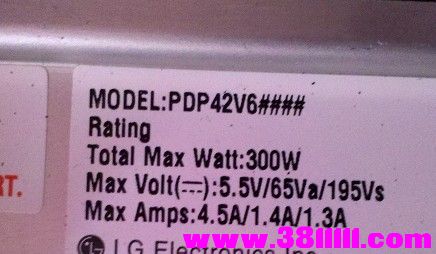 MODEL:PDP42V6####
Rating
Total Max Watt:300W
Max Volt(⎓):5.5V/65Va/195Vs
RT.
Max Amps:4.5A/1.4A/1.3A
LG Electronics Inc.
www.38lllll.com